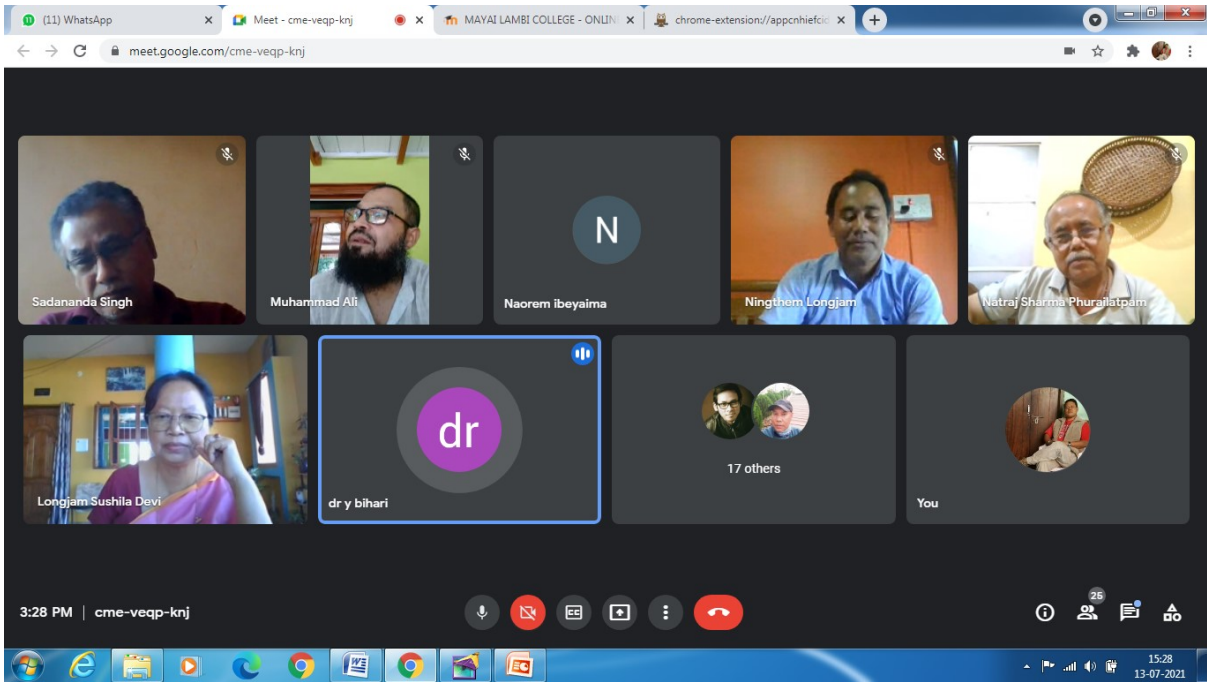 (11) WhatsApp
Meet - cme-veqp-knj
MAYAI LAMBI COLLEGE - ONLIN
chrome-extension://appcnhiefcid
meet.google.com/cme-veqp-knj
Sadananda Singh
Muhammad Ali
N
Naorem ibeyaima
Ningthem Longjam
Natraj Sharma Phurailatpam
Longjam Sushila Devi
dr
dr y bihari
17 others
You
3:28 PM | cme-veqp-knj
25
15:28
13-07-2021